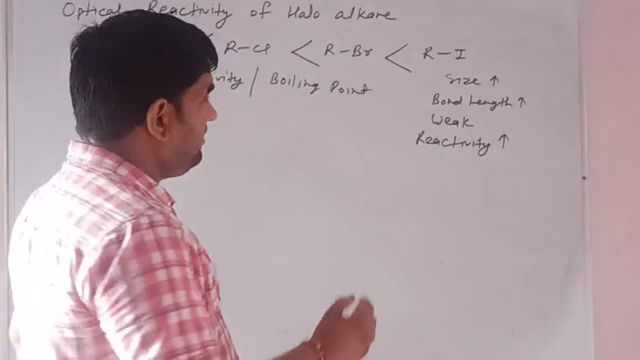 Optical Reactivity of Halo alkane
R-Cl < R-Br < R-I
/ Boiling Point
Size ↑
Bond Length ↑
Weak
Reactivity ↑